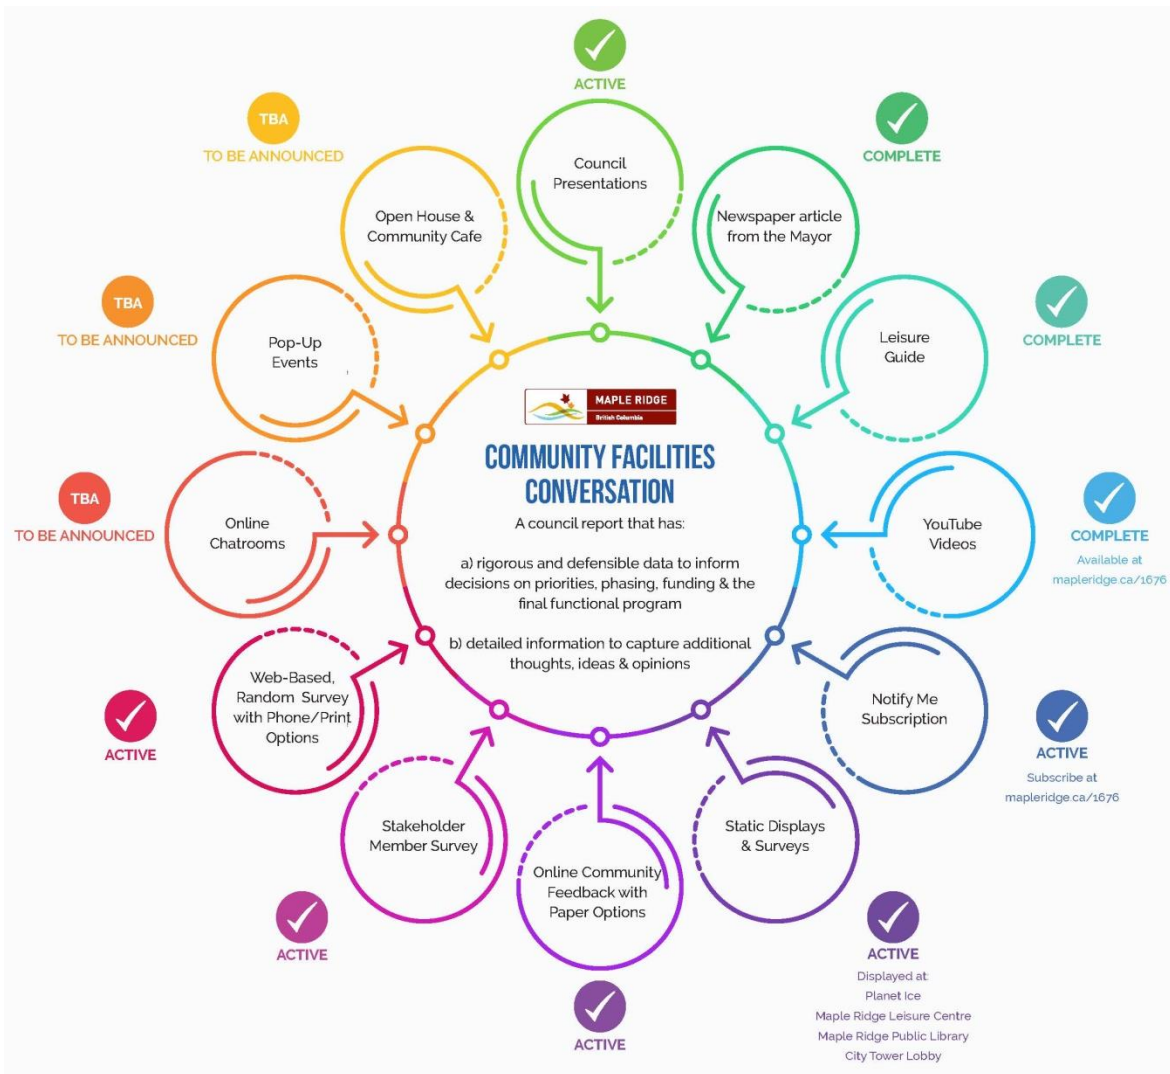 ACTIVE
Council
Presentations
COMPLETE
Newspaper article
from the Mayor
COMPLETE
Leisure
Guide
COMPLETE
Available at
mapleridge.ca/1676
YouTube
Videos
ACTIVE
Subscribe at
mapleridge.ca/1676
Notify Me
Subscription
Static Displays
& Surveys
ACTIVE
Displayed at:
Planet Ice
Maple Ridge Leisure Centre
Maple Ridge Public Library
City Tower Lobby
Online Community
Feedback with
Paper Options
ACTIVE
Stakeholder
Member Survey
ACTIVE
Web-Based,
Random Survey
with Phone/Print
Options
ACTIVE
Online
Chatrooms
TBA
TO BE ANNOUNCED
Pop-Up
Events
TBA
TO BE ANNOUNCED
Open House &
Community Cafe
TBA
TO BE ANNOUNCED
MAPLE RIDGE
British Columbia
COMMUNITY FACILITIES
CONVERSATION
A council report that has:
a) rigorous and defensible data to inform
decisions on priorities, phasing, funding & the
final functional program
b) detailed information to capture additional
thoughts, ideas & opinions